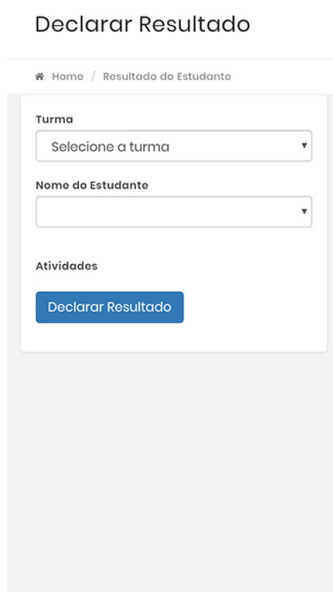 Declarar Resultado
Home / Resultado do Estudante
Turma
Selecione a turma
Nome do Estudante
Atividades
Declarar Resultado